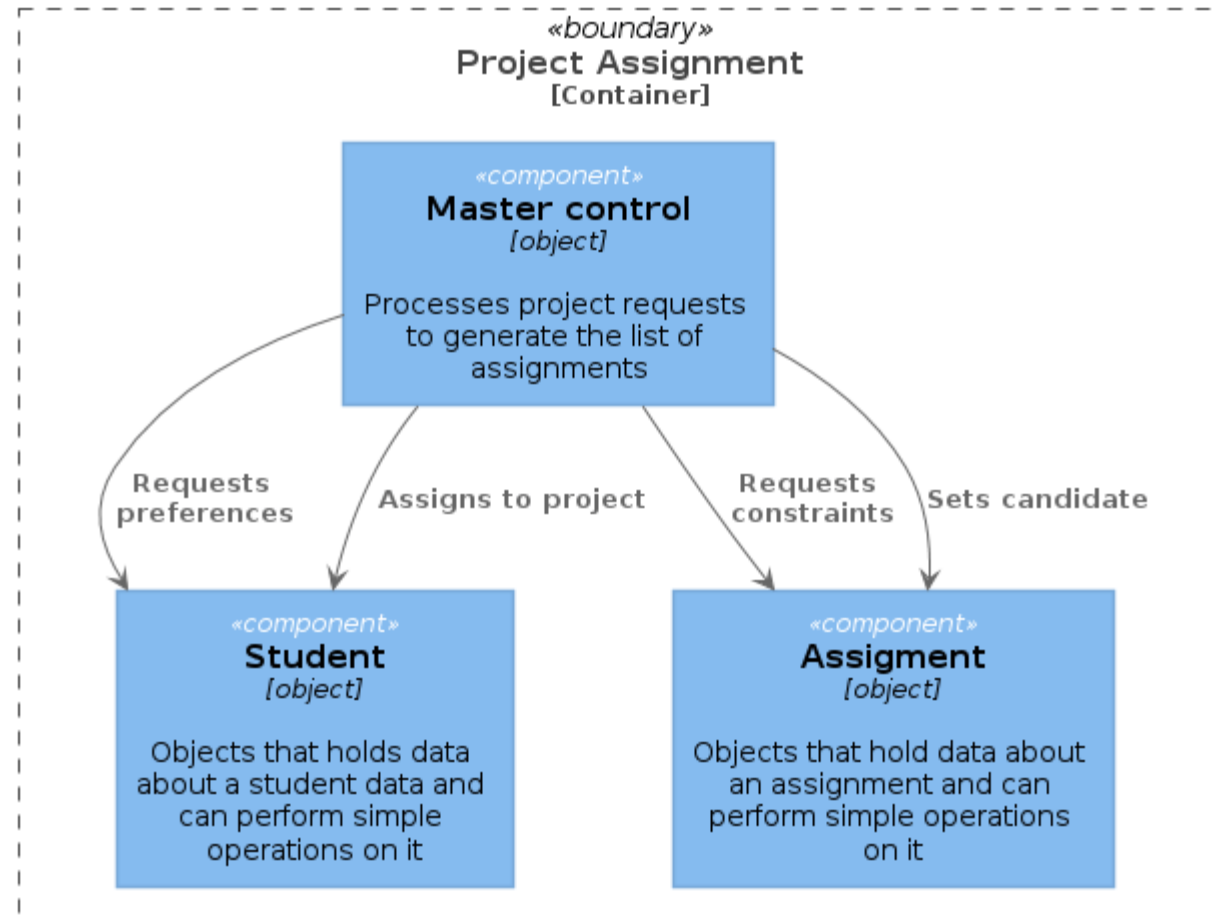 «boundary»
Project Assignment
[Container]
«component»
Master control
[object]
Processes project requests
to generate the list of
assignments
Requests
preferences
Assigns to project
Requests
constraints
Sets candidate
«component»
Student
[object]
Objects that holds data
about a student data and
can perform simple
operations on it
«component»
Assigment
[object]
Objects that hold data about
an assignment and can
perform simple operations
on it